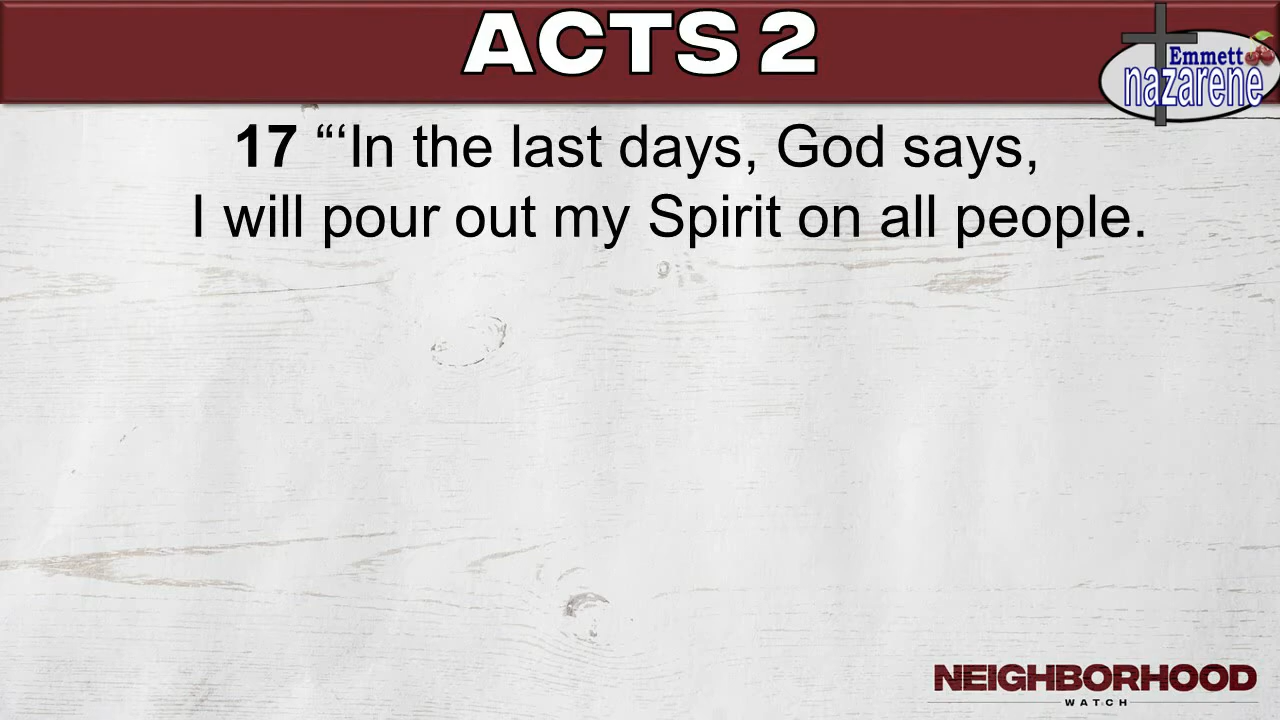 ACTS 2
Emmett
nazarene
17 “‘In the last days, God says,
I will pour out my Spirit on all people.
NEIGHBORHOOD
WATCH